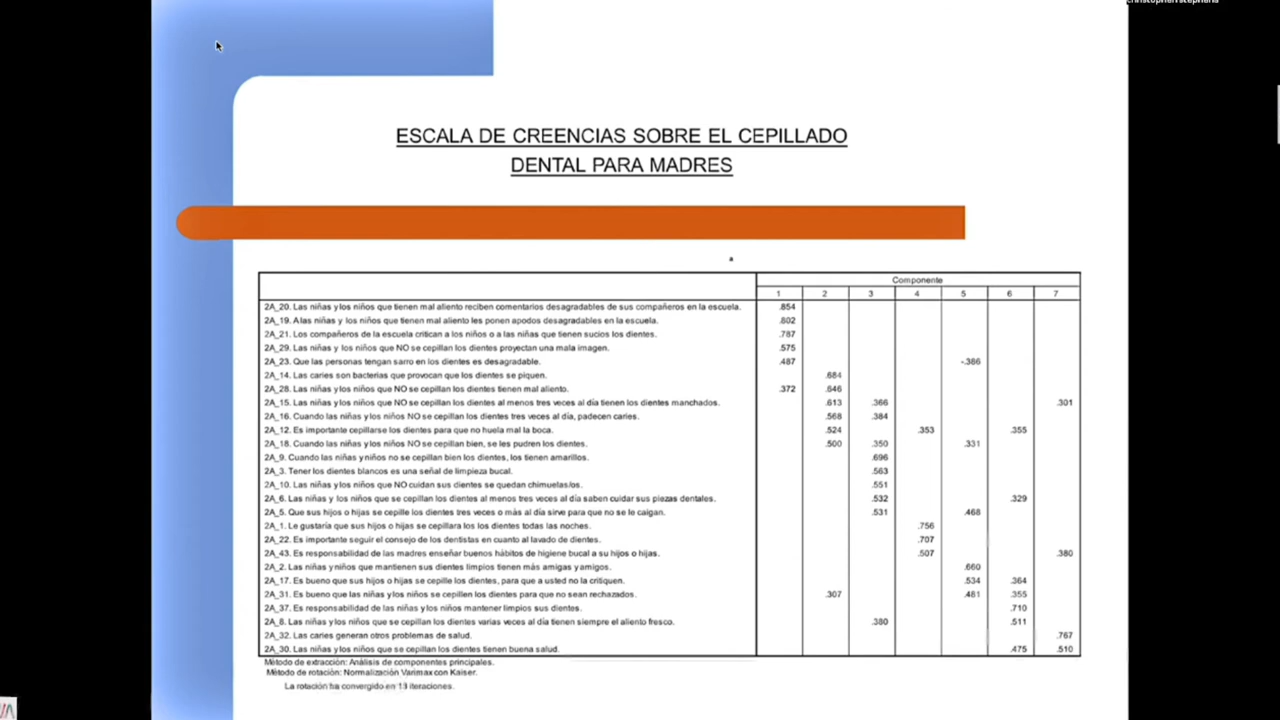 christopherrstephens
ESCALA DE CREENCIAS SOBRE EL CEPILLADO
DENTAL PARA MADRES
a
Componente
1 2 3 4 5 6 7
2A_20. Las niñas y los niños que tienen mal aliento reciben comentarios desagradables de sus compañeros en la escuela. .854
2A_19. A las niñas y los niños que tienen mal aliento les ponen apodos desagradables en la escuela. .802
2A_21. Los compañeros de la escuela critican a los niños o a las niñas que tienen sucios los dientes. .787
2A_29. Las niñas y los niños que NO se cepillan los dientes proyectan una mala imagen. .575
2A_23. Que las personas tengan sarro en los dientes es desagradable. .487 -.386
2A_14. Las caries son bacterias que provocan que los dientes se piquen. .684
2A_28. Las niñas y los niños que NO se cepillan los dientes tienen mal aliento. .372 .646
2A_15. Las niñas y los niños que NO se cepillan los dientes al menos tres veces al día tienen los dientes manchados. .613 .366 .301
2A_16. Cuando las niñas y los niños NO se cepillan los dientes tres veces al día, padecen caries. .568 .384
2A_12. Es importante cepillarse los dientes para que no huela mal la boca. .524 .353 .355
2A_18. Cuando las niñas y los niños NO se cepillan bien, se les pudren los dientes. .500 .350 .331
2A_9. Cuando las niñas y niños no se cepillan bien los dientes, los tienen amarillos. .696
2A_3. Tener los dientes blancos es una señal de limpieza bucal. .563
2A_10. Las niñas y los niños que NO cuidan sus dientes se quedan chimuelas/os. .551
2A_6. Las niñas y los niños que se cepillan los dientes al menos tres veces al día saben cuidar sus piezas dentales. .532 .329
2A_5. Que sus hijos o hijas se cepille los dientes tres veces o más al día sirve para que no se le caigan. .531 .468
2A_1. Le gustaría que sus hijos o hijas se cepillara los los dientes todas las noches. .756
2A_22. Es importante seguir el consejo de los dentistas en cuanto al lavado de dientes. .707
2A_43. Es responsabilidad de las madres enseñar buenos hábitos de higiene bucal a su hijos o hijas. .507 .380
2A_2. Las niñas y niños que mantienen sus dientes limpios tienen más amigas y amigos. .660
2A_17. Es bueno que sus hijos o hijas se cepille los dientes, para que a usted no la critiquen. .534 .364
2A_31. Es bueno que las niñas y los niños se cepillen los dientes para que no sean rechazados. .307 .481 .355
2A_37. Es responsabilidad de las niñas y los niños mantener limpios sus dientes. .710
2A_8. Las niñas y los niños que se cepillan los dientes varias veces al día tienen siempre el aliento fresco. .380 .511
2A_32. Las caries generan otros problemas de salud. .767
2A_30. Las niñas y los niños que se cepillan los dientes tienen buena salud. .475 .510
Método de extracción: Análisis de componentes principales.
Método de rotación: Normalización Varimax con Kaiser.
La rotación ha convergido en 13 iteraciones.